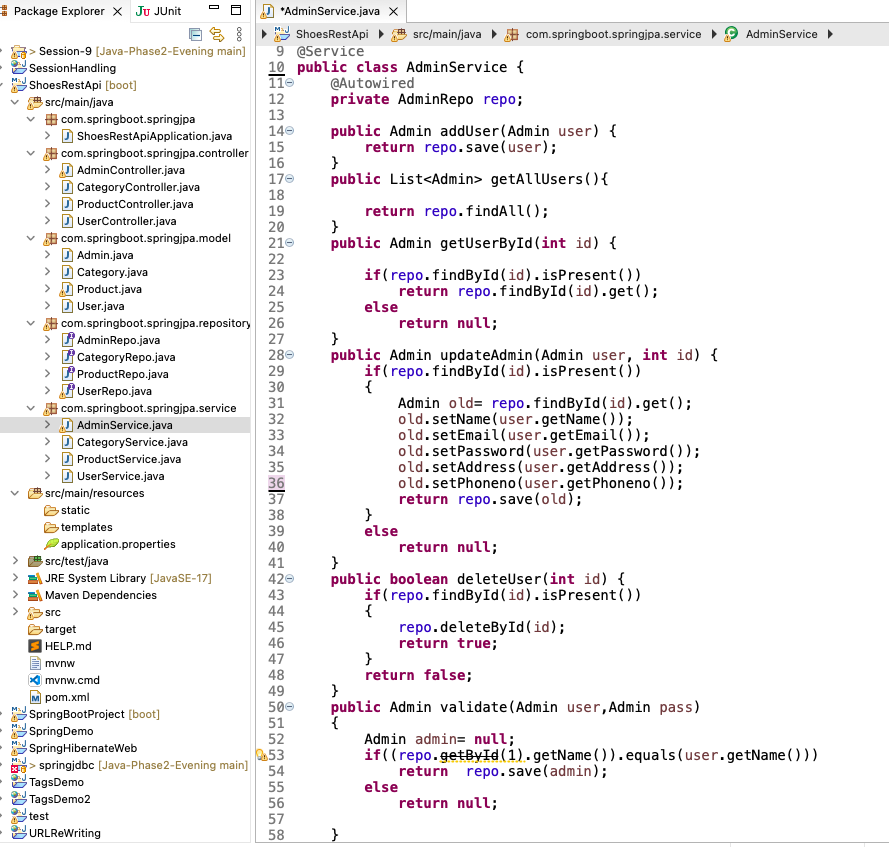 Package Explorer
JUnit
> Session-9 [Java-Phase2-Evening main]
SessionHandling
ShoesRestApi [boot]
src/main/java
com.springboot.springjpa
ShoesRestApiApplication.java
com.springboot.springjpa.controller
AdminController.java
CategoryController.java
ProductController.java
UserController.java
com.springboot.springjpa.model
Admin.java
Category.java
Product.java
User.java
com.springboot.springjpa.repository
AdminRepo.java
CategoryRepo.java
ProductRepo.java
UserRepo.java
com.springboot.springjpa.service
AdminService.java
CategoryService.java
ProductService.java
UserService.java
src/main/resources
static
templates
application.properties
src/test/java
JRE System Library [JavaSE-17]
Maven Dependencies
src
target
HELP.md
mvnw
mvnw.cmd
pom.xml
SpringBootProject [boot]
SpringDemo
SpringHibernateWeb
> springjdbc [Java-Phase2-Evening main]
TagsDemo
TagsDemo2
test
URLReWriting
*AdminService.java
ShoesRestApi
src/main/java
com.springboot.springjpa.service
AdminService
9 @Service
10 public class AdminService {
11 @Autowired
12 private AdminRepo repo;
13
14 public Admin addUser(Admin user) {
15 return repo.save(user);
16 }
17 public List<Admin> getAllUsers(){
18
19 return repo.findAll();
20 }
21 public Admin getUserById(int id) {
22
23 if(repo.findById(id).isPresent())
24 return repo.findById(id).get();
25 else
26 return null;
27 }
28 public Admin updateAdmin(Admin user, int id) {
29 if(repo.findById(id).isPresent())
30 {
31 Admin old= repo.findById(id).get();
32 old.setName(user.getName());
33 old.setEmail(user.getEmail());
34 old.setPassword(user.getPassword());
35 old.setAddress(user.getAddress());
36 old.setPhoneno(user.getPhoneno());
37 return repo.save(old);
38 }
39 else
40 return null;
41 }
42 public boolean deleteUser(int id) {
43 if(repo.findById(id).isPresent())
44 {
45 repo.deleteById(id);
46 return true;
47 }
48 return false;
49 }
50 public Admin validate(Admin user,Admin pass)
51 {
52 Admin admin= null;
53 if((repo.getById(1).getName()).equals(user.getName()))
54 return  repo.save(admin);
55 else
56 return null;
57
58 }